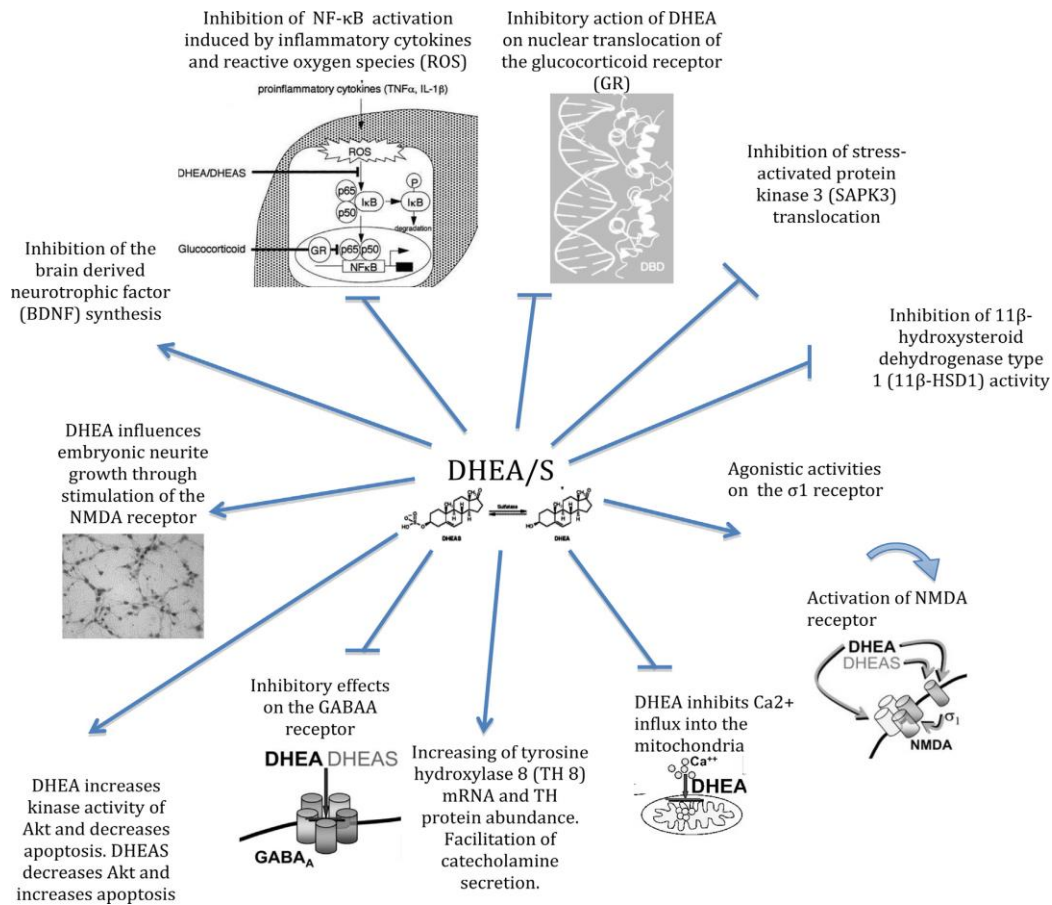 Inhibition of NF-κB activation
induced by inflammatory cytokines
and reactive oxygen species (ROS)
proinflammatory cytokines (TNFα, IL-1β)
ROS
DHEA/DHEAS
p65
p50
IκB
P
IκB
degradation
Glucocorticoid
GR
p65
p50
NFκB
Inhibitory action of DHEA
on nuclear translocation of
the glucocorticoid receptor
(GR)
DBD
Inhibition of stress-
activated protein
kinase 3 (SAPK3)
translocation
Inhibition of the
brain derived
neurotrophic factor
(BDNF) synthesis
Inhibition of 11β-
hydroxysteroid
dehydrogenase type
1 (11β-HSD1) activity
DHEA influences
embryonic neurite
growth through
stimulation of the
NMDA receptor
DHEA/S
Sulfatase
DHEAS
DHEA
HO
HO
Agonistic activities
on the σ1 receptor
Activation of NMDA
receptor
DHEA
DHEAS
σ1
NMDA
Inhibitory effects
on the GABAA
receptor
DHEA DHEAS
GABAA
DHEA inhibits Ca2+
influx into the
mitochondria
Ca++
DHEA
Increasing of tyrosine
hydroxylase 8 (TH 8)
mRNA and TH
protein abundance.
Facilitation of
catecholamine
secretion.
DHEA increases
kinase activity of
Akt and decreases
apoptosis. DHEAS
decreases Akt and
increases apoptosis